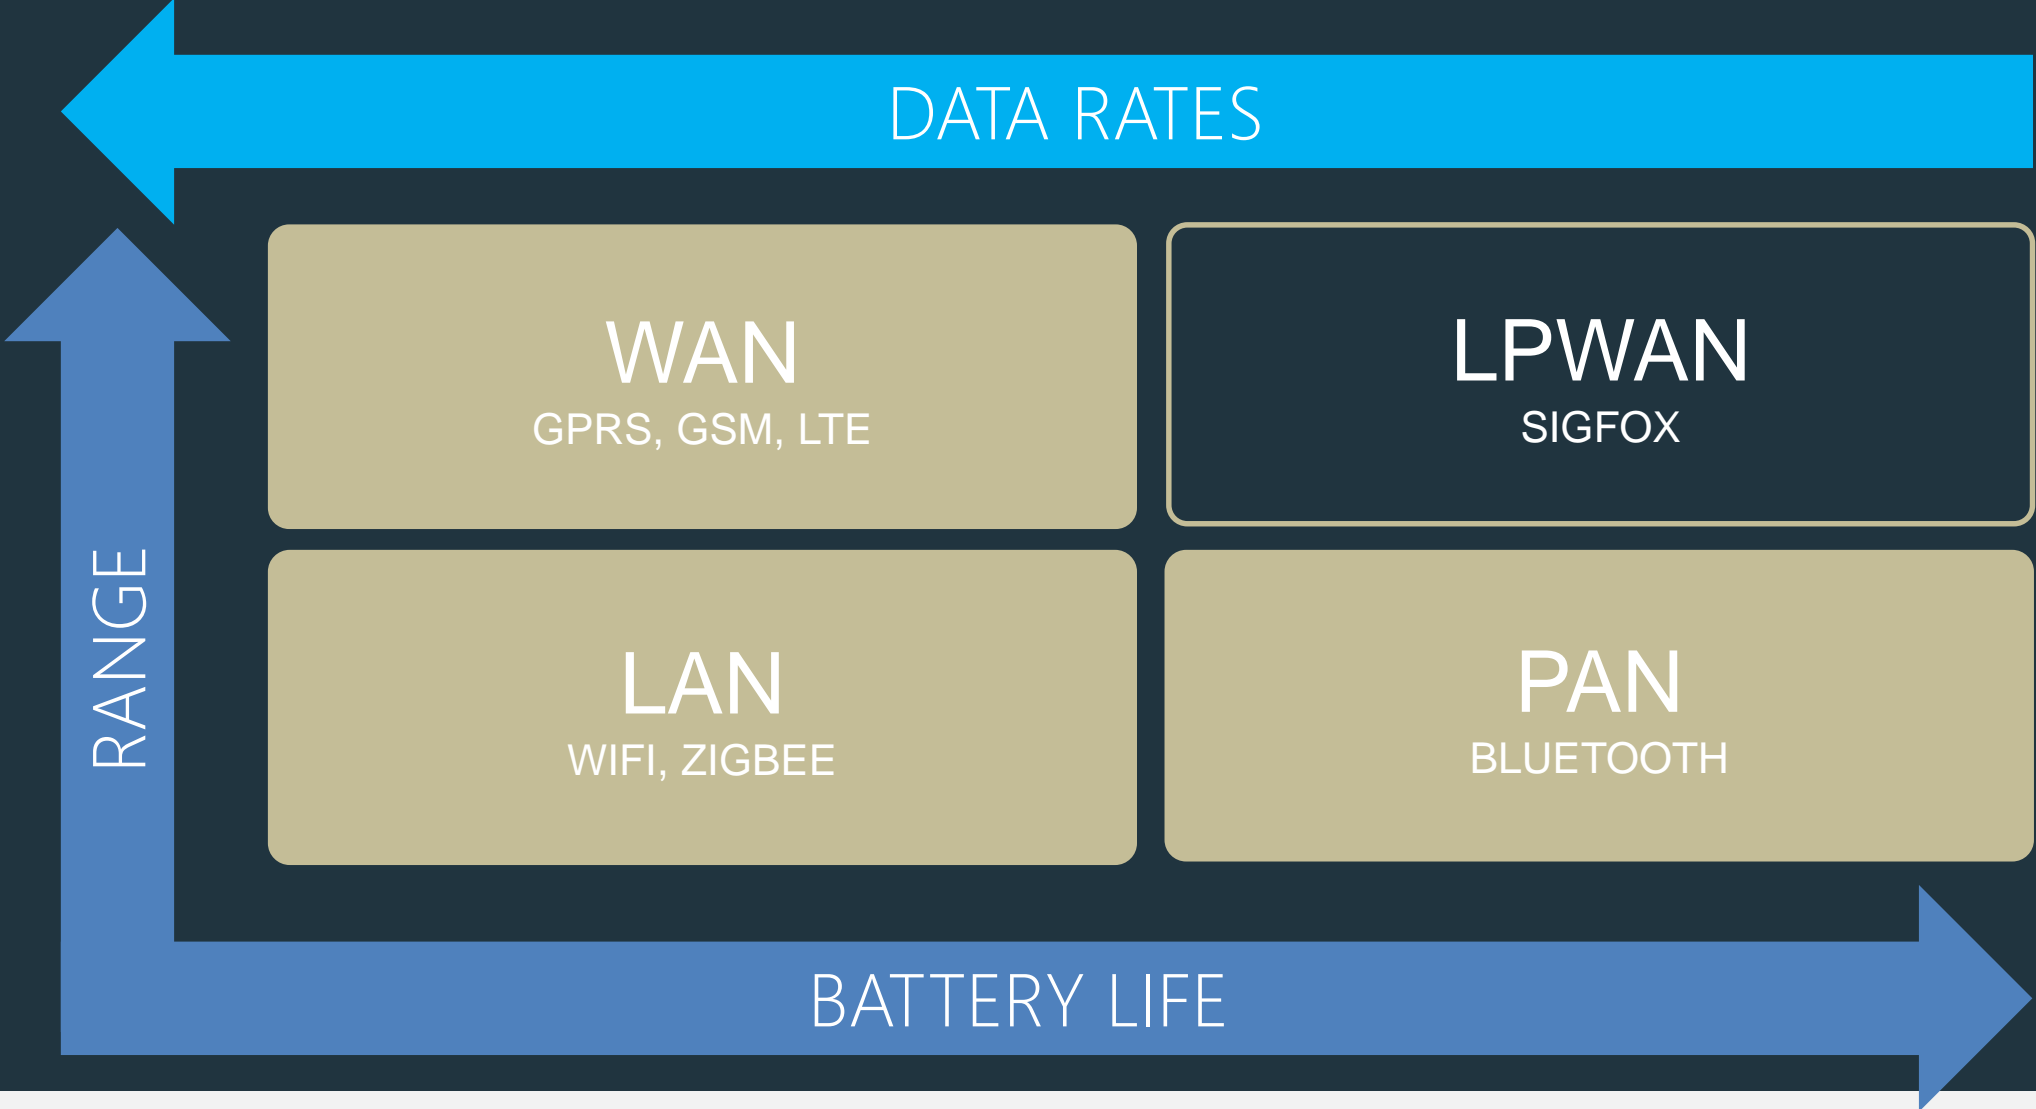 DATA RATES
WAN
GPRS, GSM, LTE
LPWAN
SIGFOX
RANGE
LAN
WIFI, ZIGBEE
PAN
BLUETOOTH
BATTERY LIFE